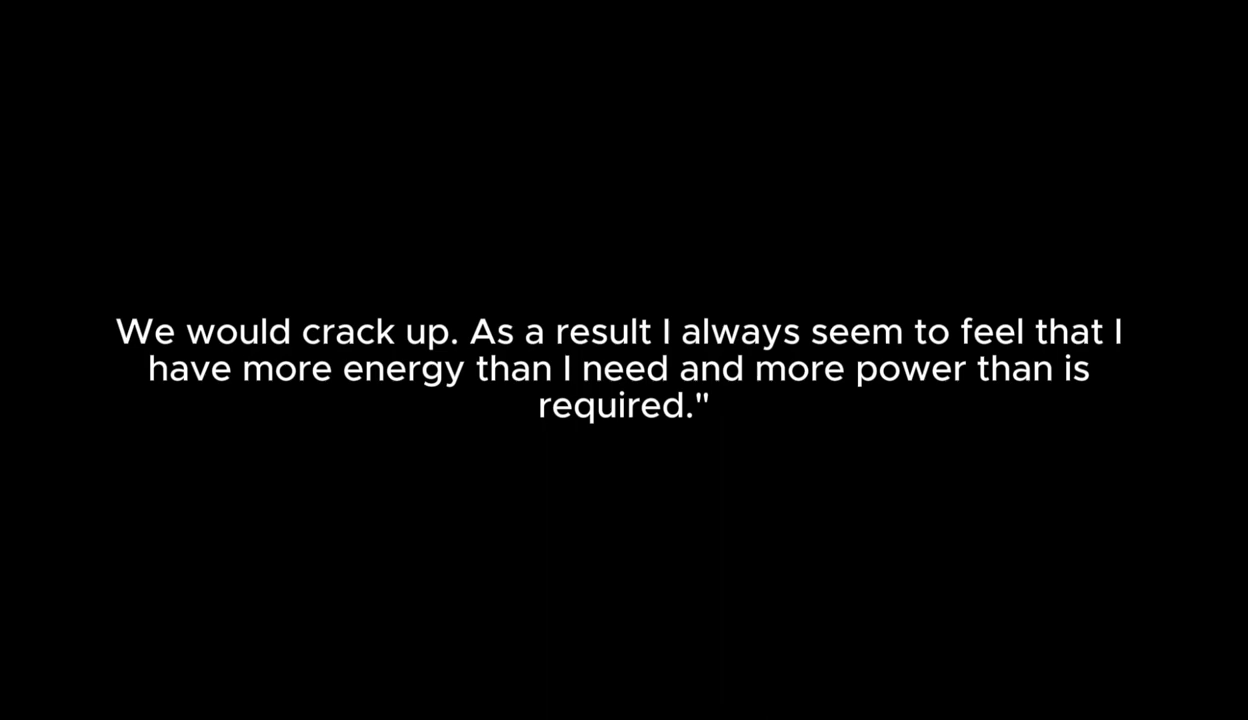 We would crack up. As a result I always seem to feel that I
have more energy than I need and more power than is
required."